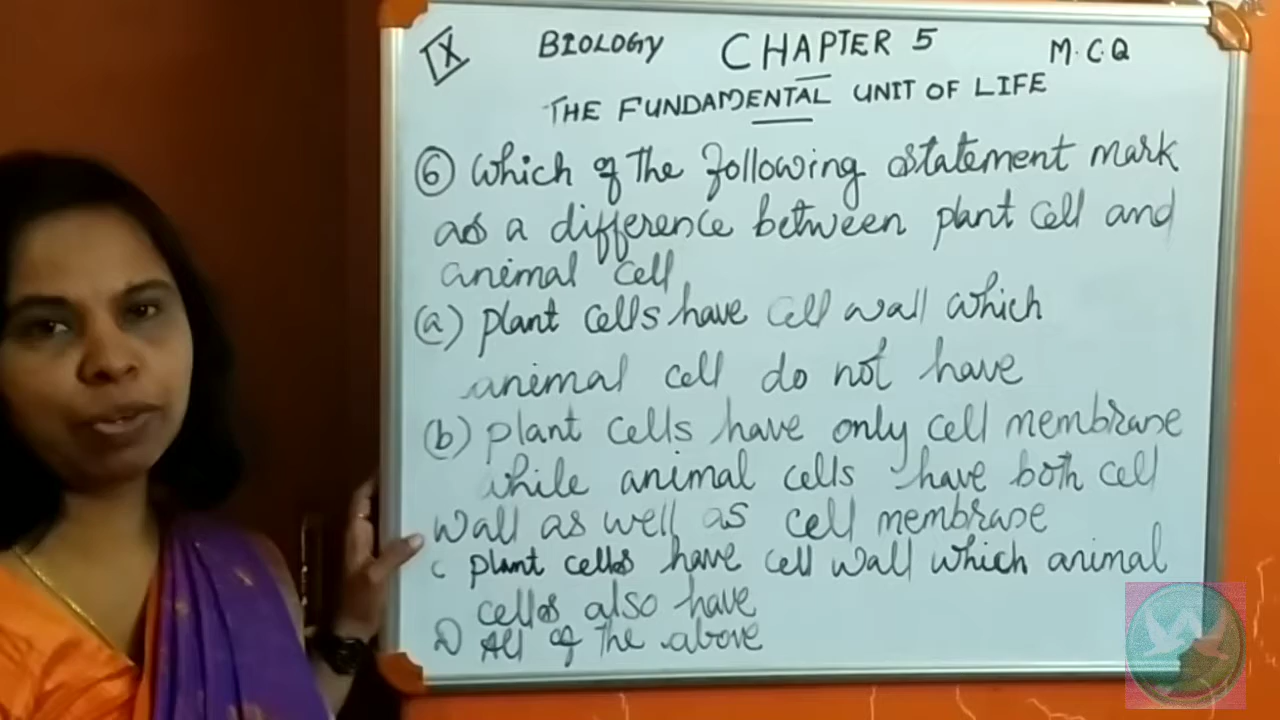 IX BIOLOGY CHAPTER 5 M.C.Q
THE FUNDAMENTAL UNIT OF LIFE
⑥ Which of the following statement mark
as a difference between plant cell and
animal cell
(a) plant cells have cell wall which
animal cell do not have
(b) plant cells have only cell membrane
while animal cells have both cell
wall as well as cell membrane
c plant cells have cell wall which animal
cells also have
D) All of the above